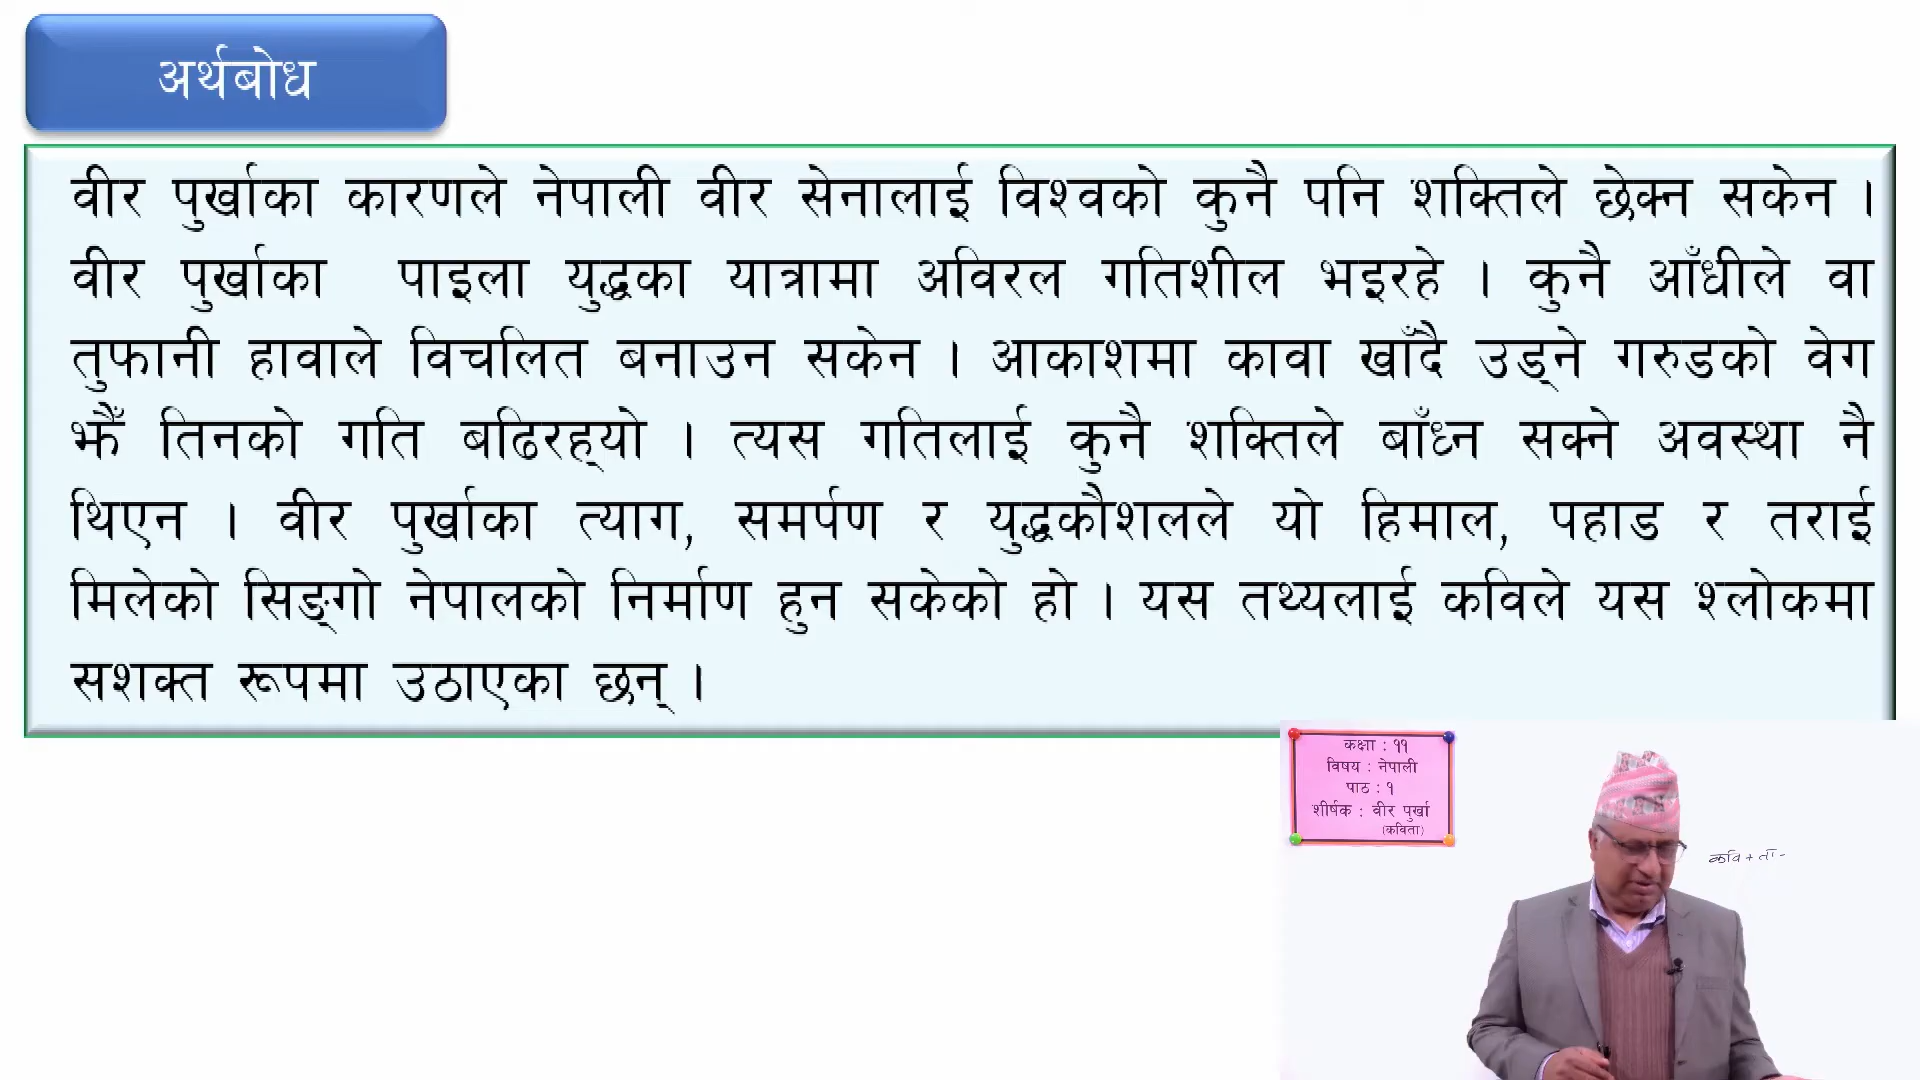 अर्थबोध
वीर पुर्खाका कारणले नेपाली वीर सेनालाई विश्वको कुनै पनि शक्तिले छेक्न सकेन ।
वीर पुर्खाका पाइला युद्धका यात्रामा अविरल गतिशील भइरहे । कुनै आँधीले वा
तुफानी हावाले विचलित बनाउन सकेन । आकाशमा कावा खाँदै उड्ने गरुडको वेग
झैँ तिनको गति बढिरह्यो । त्यस गतिलाई कुनै शक्तिले बाँध्न सक्ने अवस्था नै
थिएन । वीर पुर्खाका त्याग, समर्पण र युद्धकौशलले यो हिमाल, पहाड र तराई
मिलेको सिङ्गो नेपालको निर्माण हुन सकेको हो । यस तथ्यलाई कविले यस श्लोकमा
सशक्त रूपमा उठाएका छन् ।
कक्षा : ११
विषय : नेपाली
पाठ : १
शीर्षक : वीर पुर्खा
(कविता)
कवि + ता -